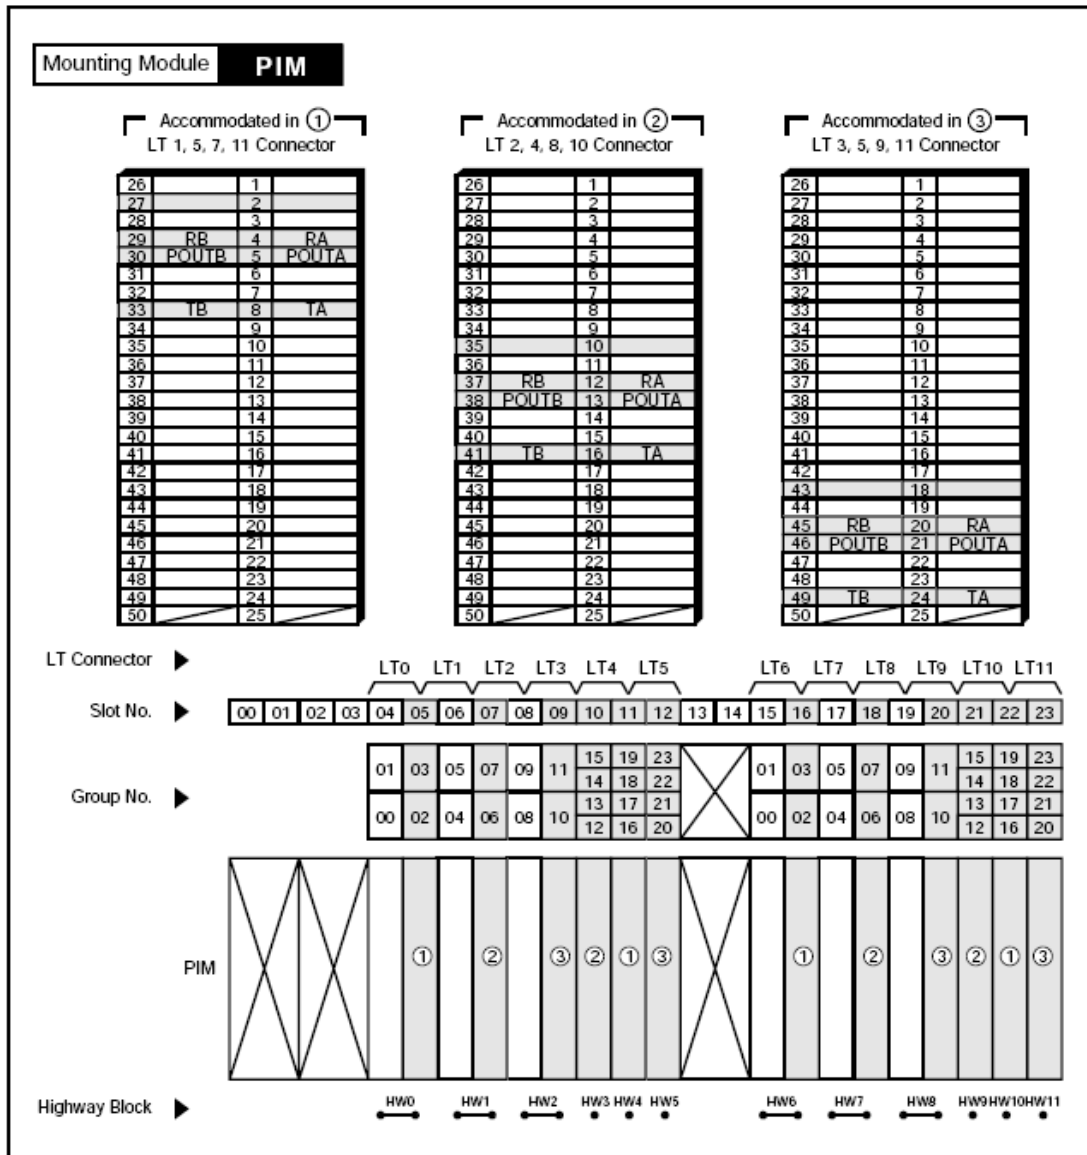 Mounting Module PIM
Accommodated in ① Accommodated in ② Accommodated in ③
LT 1, 5, 7, 11 Connector LT 2, 4, 8, 10 Connector LT 3, 5, 9, 11 Connector
26 1 26 1 26 1
27 2 27 2 27 2
28 3 28 3 28 3
29 RB 4 RA 29 4 29 4
30 POUTB 5 POUTA 30 5 30 5
31 6 31 6 31 6
32 7 32 7 32 7
33 TB 8 TA 33 8 33 8
34 9 34 9 34 9
35 10 35 10 35 10
36 11 36 11 36 11
37 12 37 RB 12 RA 37 12
38 13 38 POUTB 13 POUTA 38 13
39 14 39 14 39 14
40 15 40 15 40 15
41 16 41 TB 16 TA 41 16
42 17 42 17 42 17
43 18 43 18 43 18
44 19 44 19 44 19
45 20 45 20 45 RB 20 RA
46 21 46 21 46 POUTB 21 POUTA
47 22 47 22 47 22
48 23 48 23 48 23
49 24 49 24 49 TB 24 TA
50 25 50 25 50 25
LT Connector LT0 LT1 LT2 LT3 LT4 LT5 LT6 LT7 LT8 LT9 LT10 LT11
Slot No. 00 01 02 03 04 05 06 07 08 09 10 11 12 13 14 15 16 17 18 19 20 21 22 23
Group No.
01 03 05 07 09 11 15 19 23 01 03 05 07 09 11 15 19 23
14 18 22 14 18 22
00 02 04 06 08 10 13 17 21 00 02 04 06 08 10 13 17 21
12 16 20 12 16 20
PIM ① ② ③ ② ① ③ ① ② ③ ② ① ③
Highway Block HW0 HW1 HW2 HW3 HW4 HW5 HW6 HW7 HW8 HW9 HW10 HW11